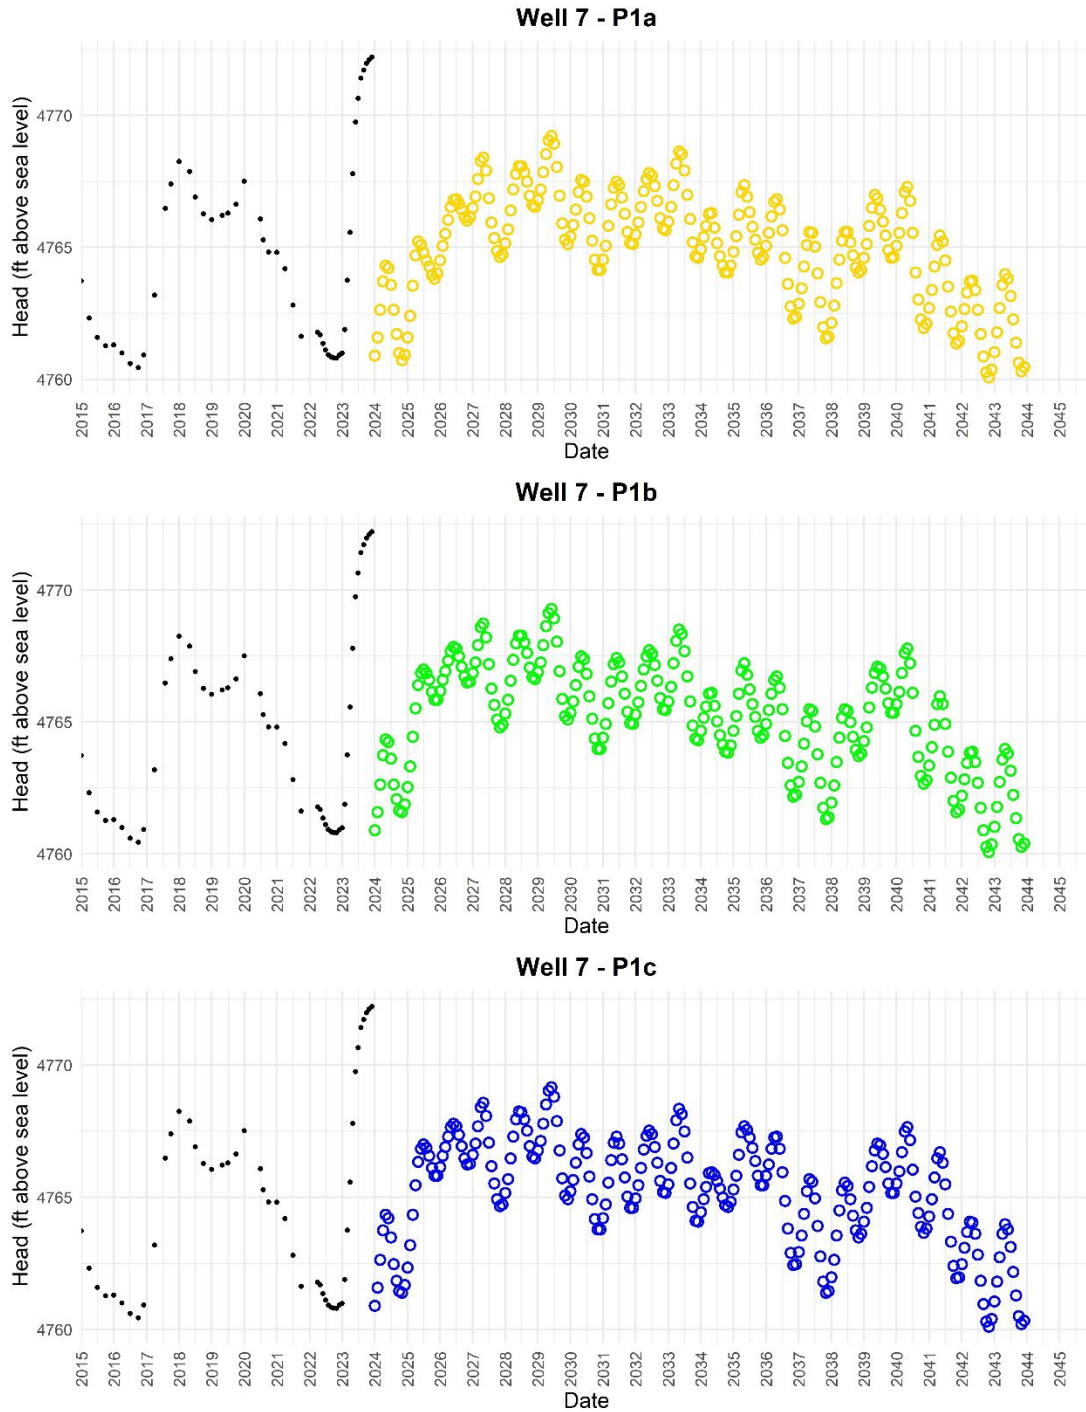 Well 7 - P1a
Head (ft above sea level)
4770
4765
4760
2015 2016 2017 2018 2019 2020 2021 2022 2023 2024 2025 2026 2027 2028 2029 2030 2031 2032 2033 2034 2035 2036 2037 2038 2039 2040 2041 2042 2043 2044 2045
Date
Well 7 - P1b
Head (ft above sea level)
4770
4765
4760
2015 2016 2017 2018 2019 2020 2021 2022 2023 2024 2025 2026 2027 2028 2029 2030 2031 2032 2033 2034 2035 2036 2037 2038 2039 2040 2041 2042 2043 2044 2045
Date
Well 7 - P1c
Head (ft above sea level)
4770
4765
4760
2015 2016 2017 2018 2019 2020 2021 2022 2023 2024 2025 2026 2027 2028 2029 2030 2031 2032 2033 2034 2035 2036 2037 2038 2039 2040 2041 2042 2043 2044 2045
Date